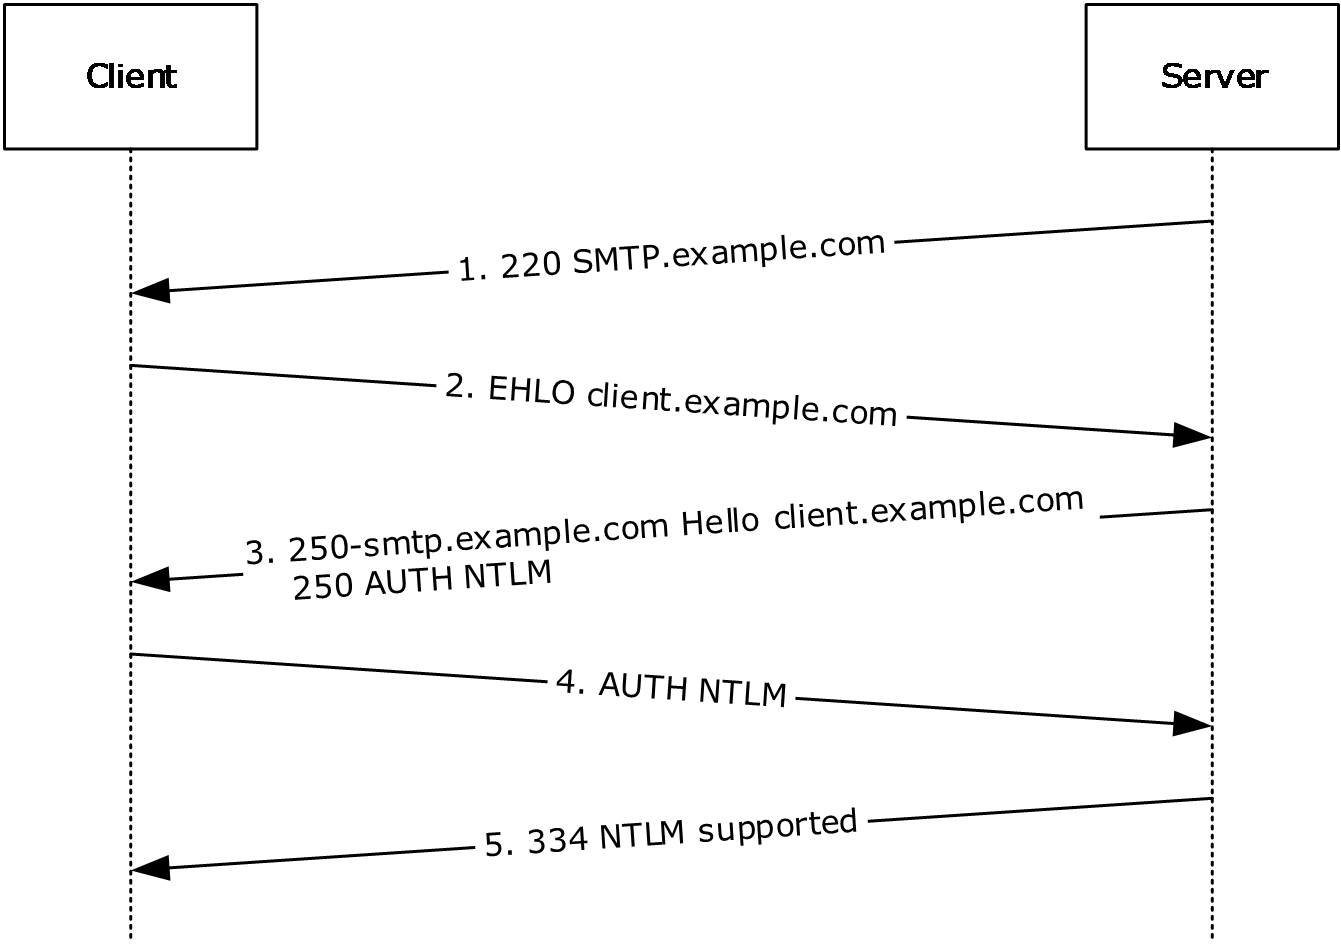 Client
Server
1. 220 SMTP.example.com
2. EHLO client.example.com
3. 250-smtp.example.com Hello client.example.com
250 AUTH NTLM
4. AUTH NTLM
5. 334 NTLM supported